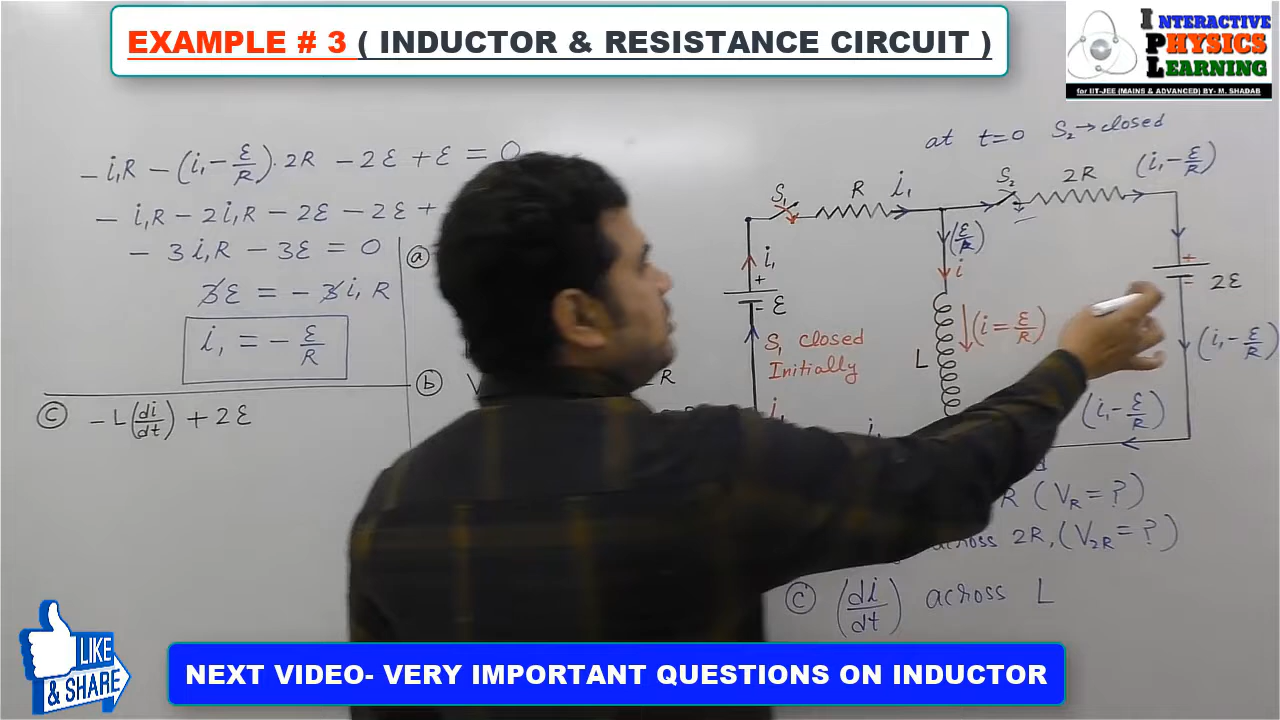 EXAMPLE # 3 ( INDUCTOR & RESISTANCE CIRCUIT )
INTERACTIVE
PHYSICS
LEARNING
for IIT-JEE (MAINS & ADVANCED) BY- M. SHADAB
at t=0 S₂→closed
- i₁R - (i₁ - ε/R)·2R - 2ε + ε = 0
- i₁R - 2i₁R - 2ε - 2ε +
- 3i₁R - 3ε = 0
3ε = - 3i₁R
i₁ = - ε/R
ⓒ -L(di/dt) + 2ε
ⓐ
ⓑ
R
S₁
R
i₁
S₂
2R
(i₁ - ε/R)
(ε/R)
i
i₁
+
- ε
S₁ closed
Initially
L
(i = ε/R)
+
- 2ε
(i₁ - ε/R)
(i₁ - ε/R)
i
i
R (V_R = ?)
across 2R, (V_2R = ?)
ⓒ (di/dt) across L
LIKE
& SHARE
NEXT VIDEO- VERY IMPORTANT QUESTIONS ON INDUCTOR